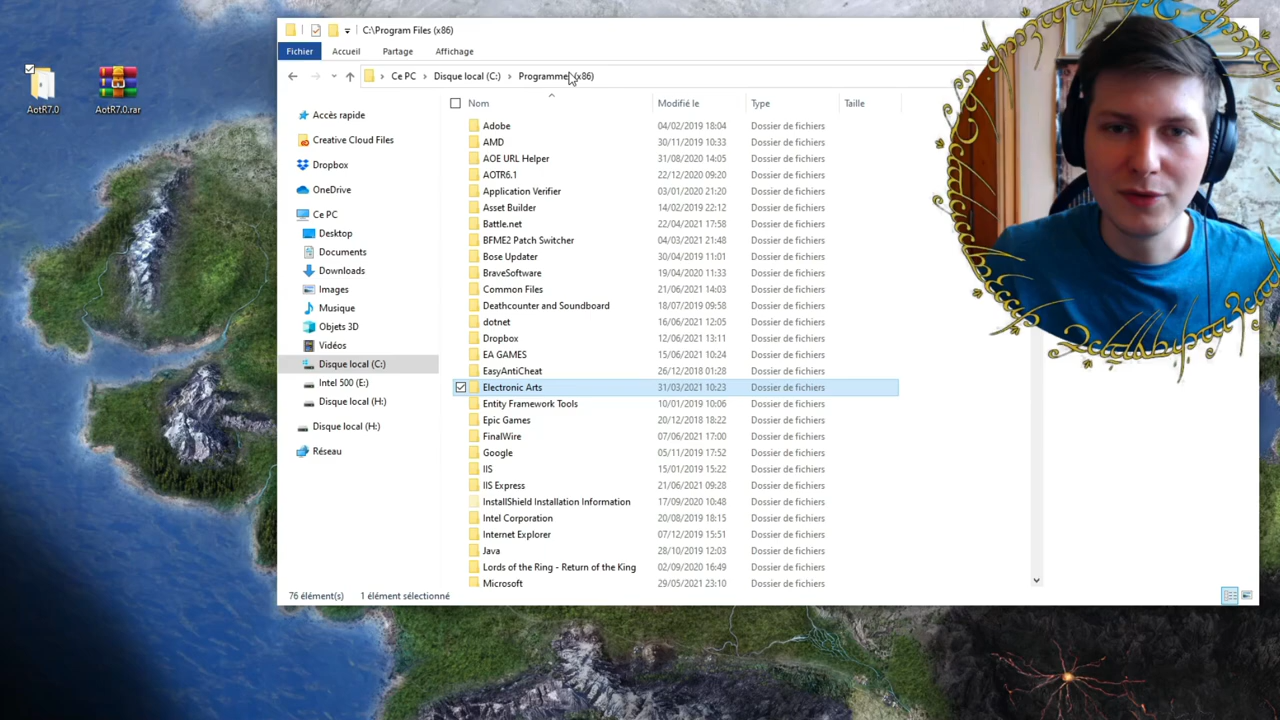 C:\Program Files (x86)
Fichier Accueil Partage Affichage
Ce PC Disque local (C:) Programmes (x86)
AotR7.0 AotR7.0.rar
Accès rapide
Creative Cloud Files
Dropbox
OneDrive
Ce PC
Desktop
Documents
Downloads
Images
Musique
Objets 3D
Vidéos
Disque local (C:)
Intel 500 (E:)
Disque local (H:)
Disque local (H:)
Réseau
Nom Modifié le Type Taille
Adobe 04/02/2019 18:04 Dossier de fichiers
AMD 30/11/2019 10:33 Dossier de fichiers
AOE URL Helper 31/08/2020 14:05 Dossier de fichiers
AOTR6.1 22/12/2020 09:20 Dossier de fichiers
Application Verifier 03/01/2020 21:20 Dossier de fichiers
Asset Builder 14/02/2019 22:12 Dossier de fichiers
Battle.net 22/04/2021 17:58 Dossier de fichiers
BFME2 Patch Switcher 04/03/2021 21:48 Dossier de fichiers
Bose Updater 30/04/2019 11:01 Dossier de fichiers
BraveSoftware 19/04/2020 11:33 Dossier de fichiers
Common Files 21/06/2021 14:03 Dossier de fichiers
Deathcounter and Soundboard 18/07/2019 09:58 Dossier de fichiers
dotnet 16/06/2021 12:05 Dossier de fichiers
Dropbox 12/06/2021 13:11 Dossier de fichiers
EA GAMES 15/06/2021 10:24 Dossier de fichiers
EasyAntiCheat 26/12/2018 01:28 Dossier de fichiers
Electronic Arts 31/03/2021 10:23 Dossier de fichiers
Entity Framework Tools 10/01/2019 10:06 Dossier de fichiers
Epic Games 20/12/2018 18:22 Dossier de fichiers
FinalWire 07/06/2021 17:00 Dossier de fichiers
Google 05/11/2019 17:52 Dossier de fichiers
IIS 15/01/2019 15:22 Dossier de fichiers
IIS Express 21/06/2021 09:28 Dossier de fichiers
InstallShield Installation Information 17/09/2020 10:48 Dossier de fichiers
Intel Corporation 20/08/2019 18:15 Dossier de fichiers
Internet Explorer 07/12/2019 15:51 Dossier de fichiers
Java 28/10/2019 12:03 Dossier de fichiers
Lords of the Ring - Return of the King 02/09/2020 16:49 Dossier de fichiers
Microsoft 29/05/2021 23:10 Dossier de fichiers
76 élément(s) 1 élément sélectionné